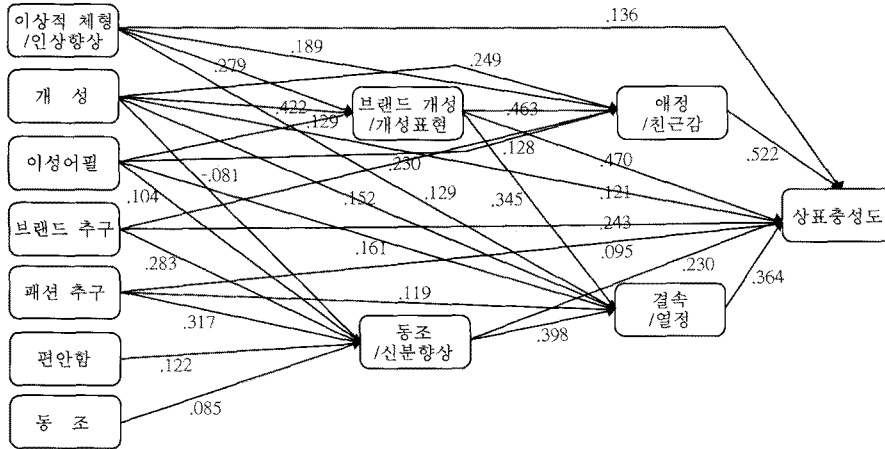 이상적 체형
/인상향상
.136
.189
.249
.279
개 성
.422
브랜드 개성
/개성표현
.463
애정
/친근감
.129
.128
이성어필
-.081
.230
.470
.522
.104
.152
.129
.345
.121
브랜드 추구
.243
상표충성도
.161
.095
.283
.230
.364
패션 추구
.119
결속
/열정
.317
동조
/신분향상
.398
편안함
.122
동 조
.085